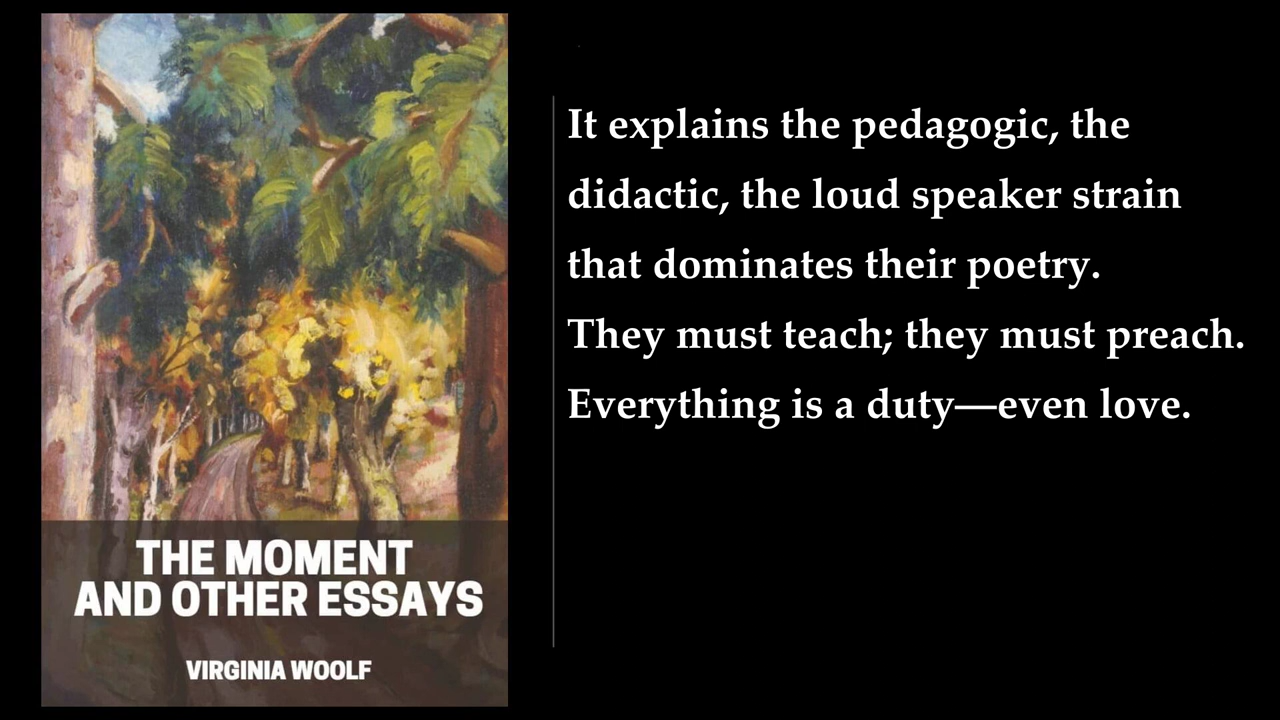 THE MOMENT
AND OTHER ESSAYS
VIRGINIA WOOLF
It explains the pedagogic, the
didactic, the loud speaker strain
that dominates their poetry.
They must teach; they must preach.
Everything is a duty—even love.